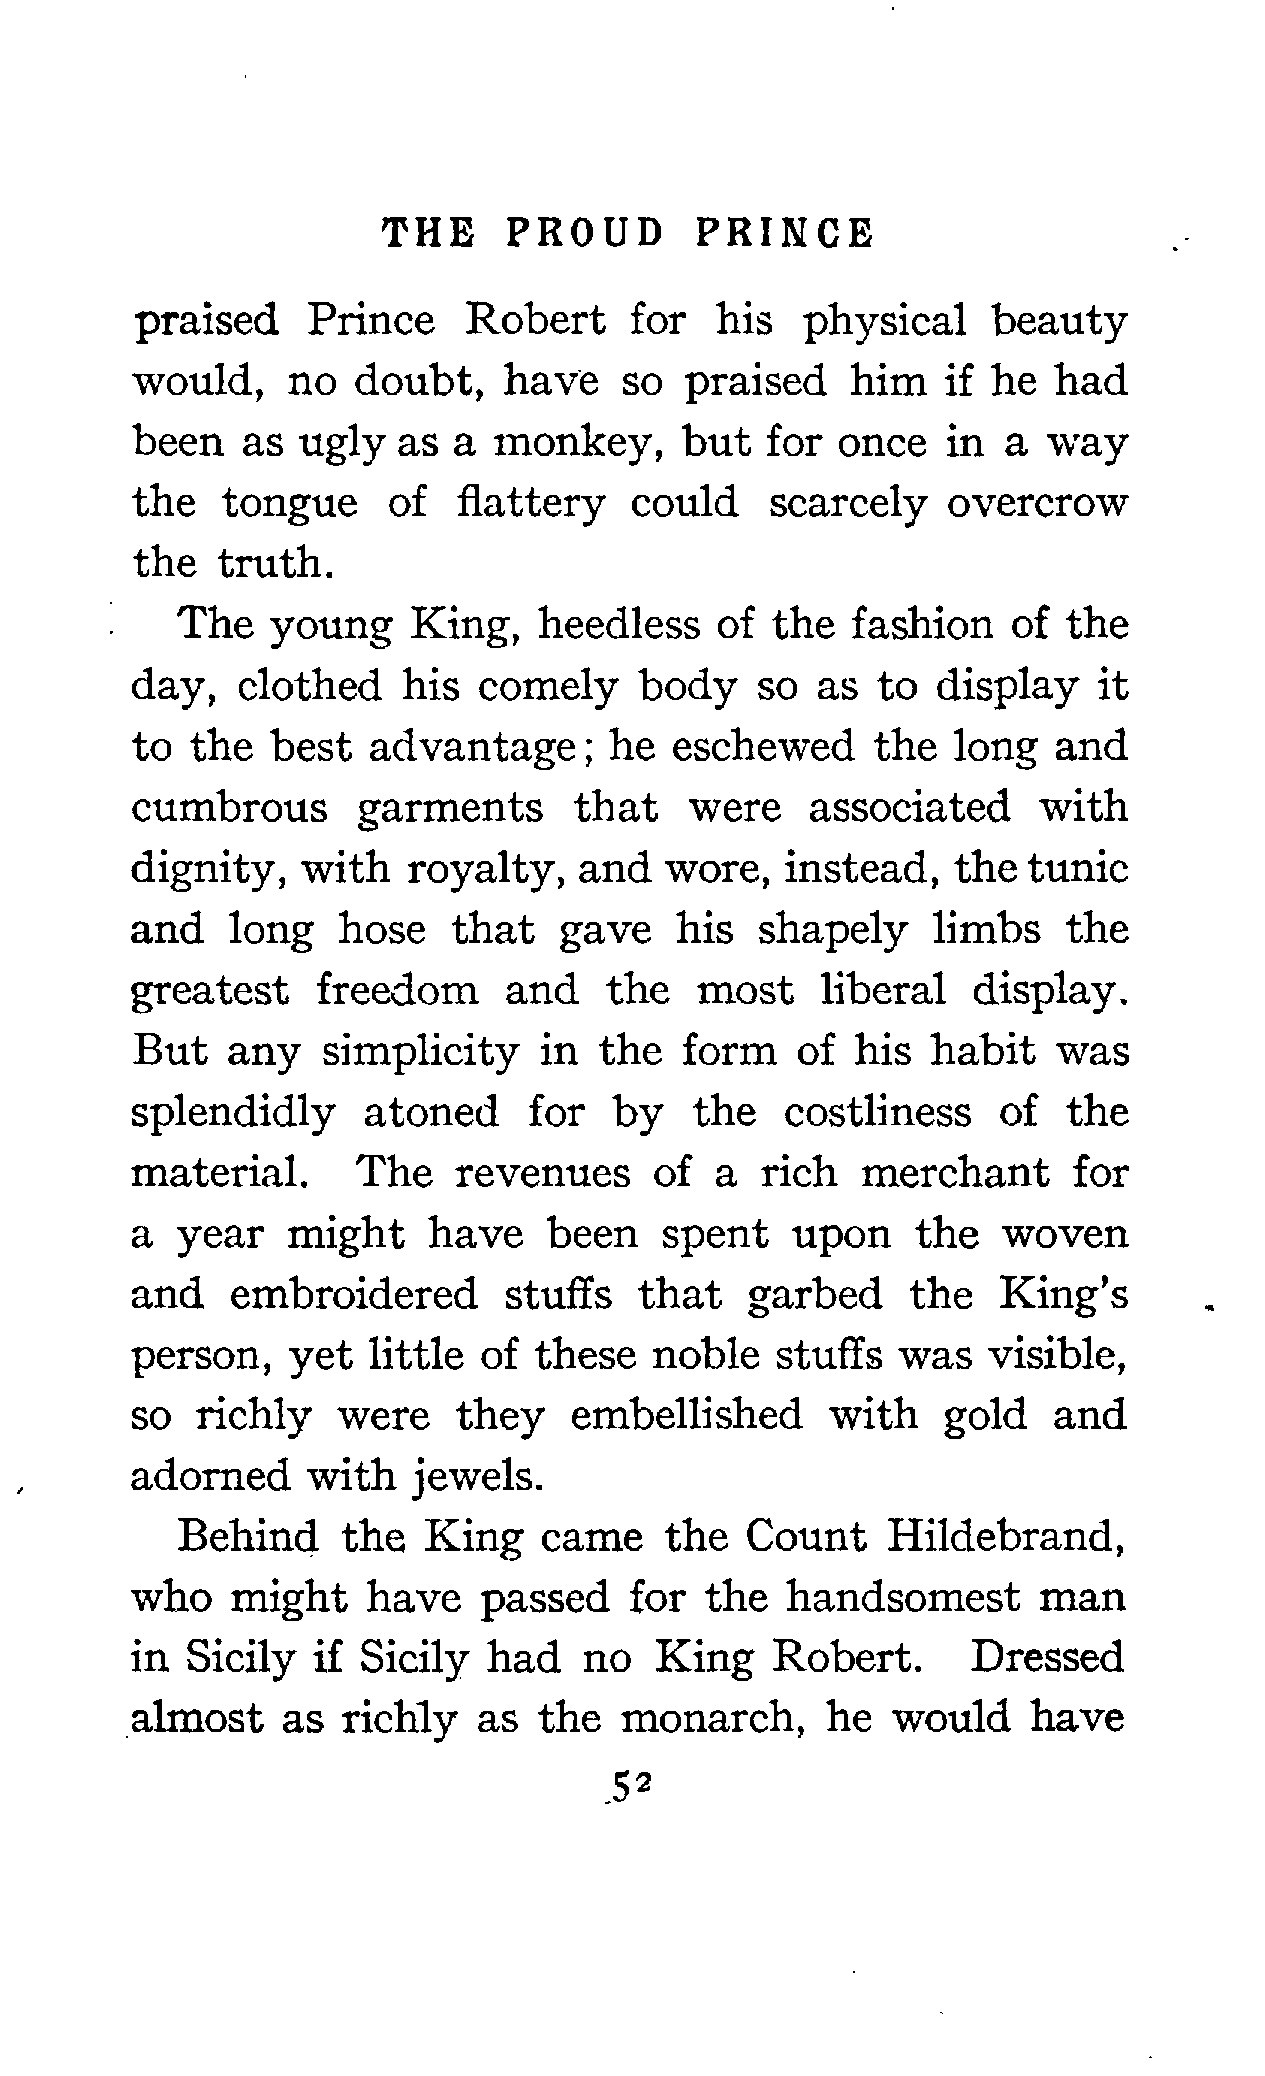 THE PROUD PRINCE
praised Prince Robert for his physical beauty
would, no doubt, have so praised him if he had
been as ugly as a monkey, but for once in a way
the tongue of flattery could scarcely overcrow
the truth.
The young King, heedless of the fashion of the
day, clothed his comely body so as to display it
to the best advantage; he eschewed the long and
cumbrous garments that were associated with
dignity, with royalty, and wore, instead, the tunic
and long hose that gave his shapely limbs the
greatest freedom and the most liberal display.
But any simplicity in the form of his habit was
splendidly atoned for by the costliness of the
material. The revenues of a rich merchant for
a year might have been spent upon the woven
and embroidered stuffs that garbed the King's
person, yet little of these noble stuffs was visible,
so richly were they embellished with gold and
adorned with jewels.
Behind the King came the Count Hildebrand,
who might have passed for the handsomest man
in Sicily if Sicily had no King Robert. Dressed
almost as richly as the monarch, he would have
52